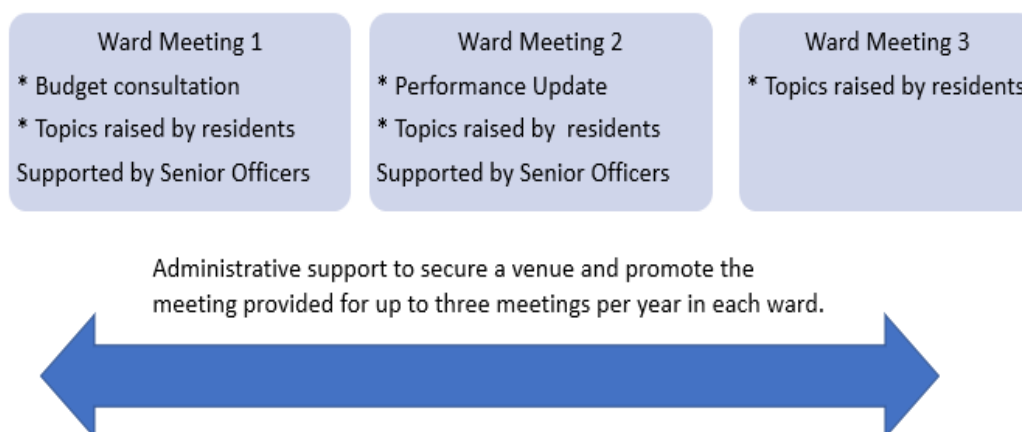 Ward Meeting 1
* Budget consultation
* Topics raised by residents
Supported by Senior Officers
Ward Meeting 2
* Performance Update
* Topics raised by  residents
Supported by Senior Officers
Ward Meeting 3
* Topics raised by residents
Administrative support to secure a venue and promote the
meeting provided for up to three meetings per year in each ward.